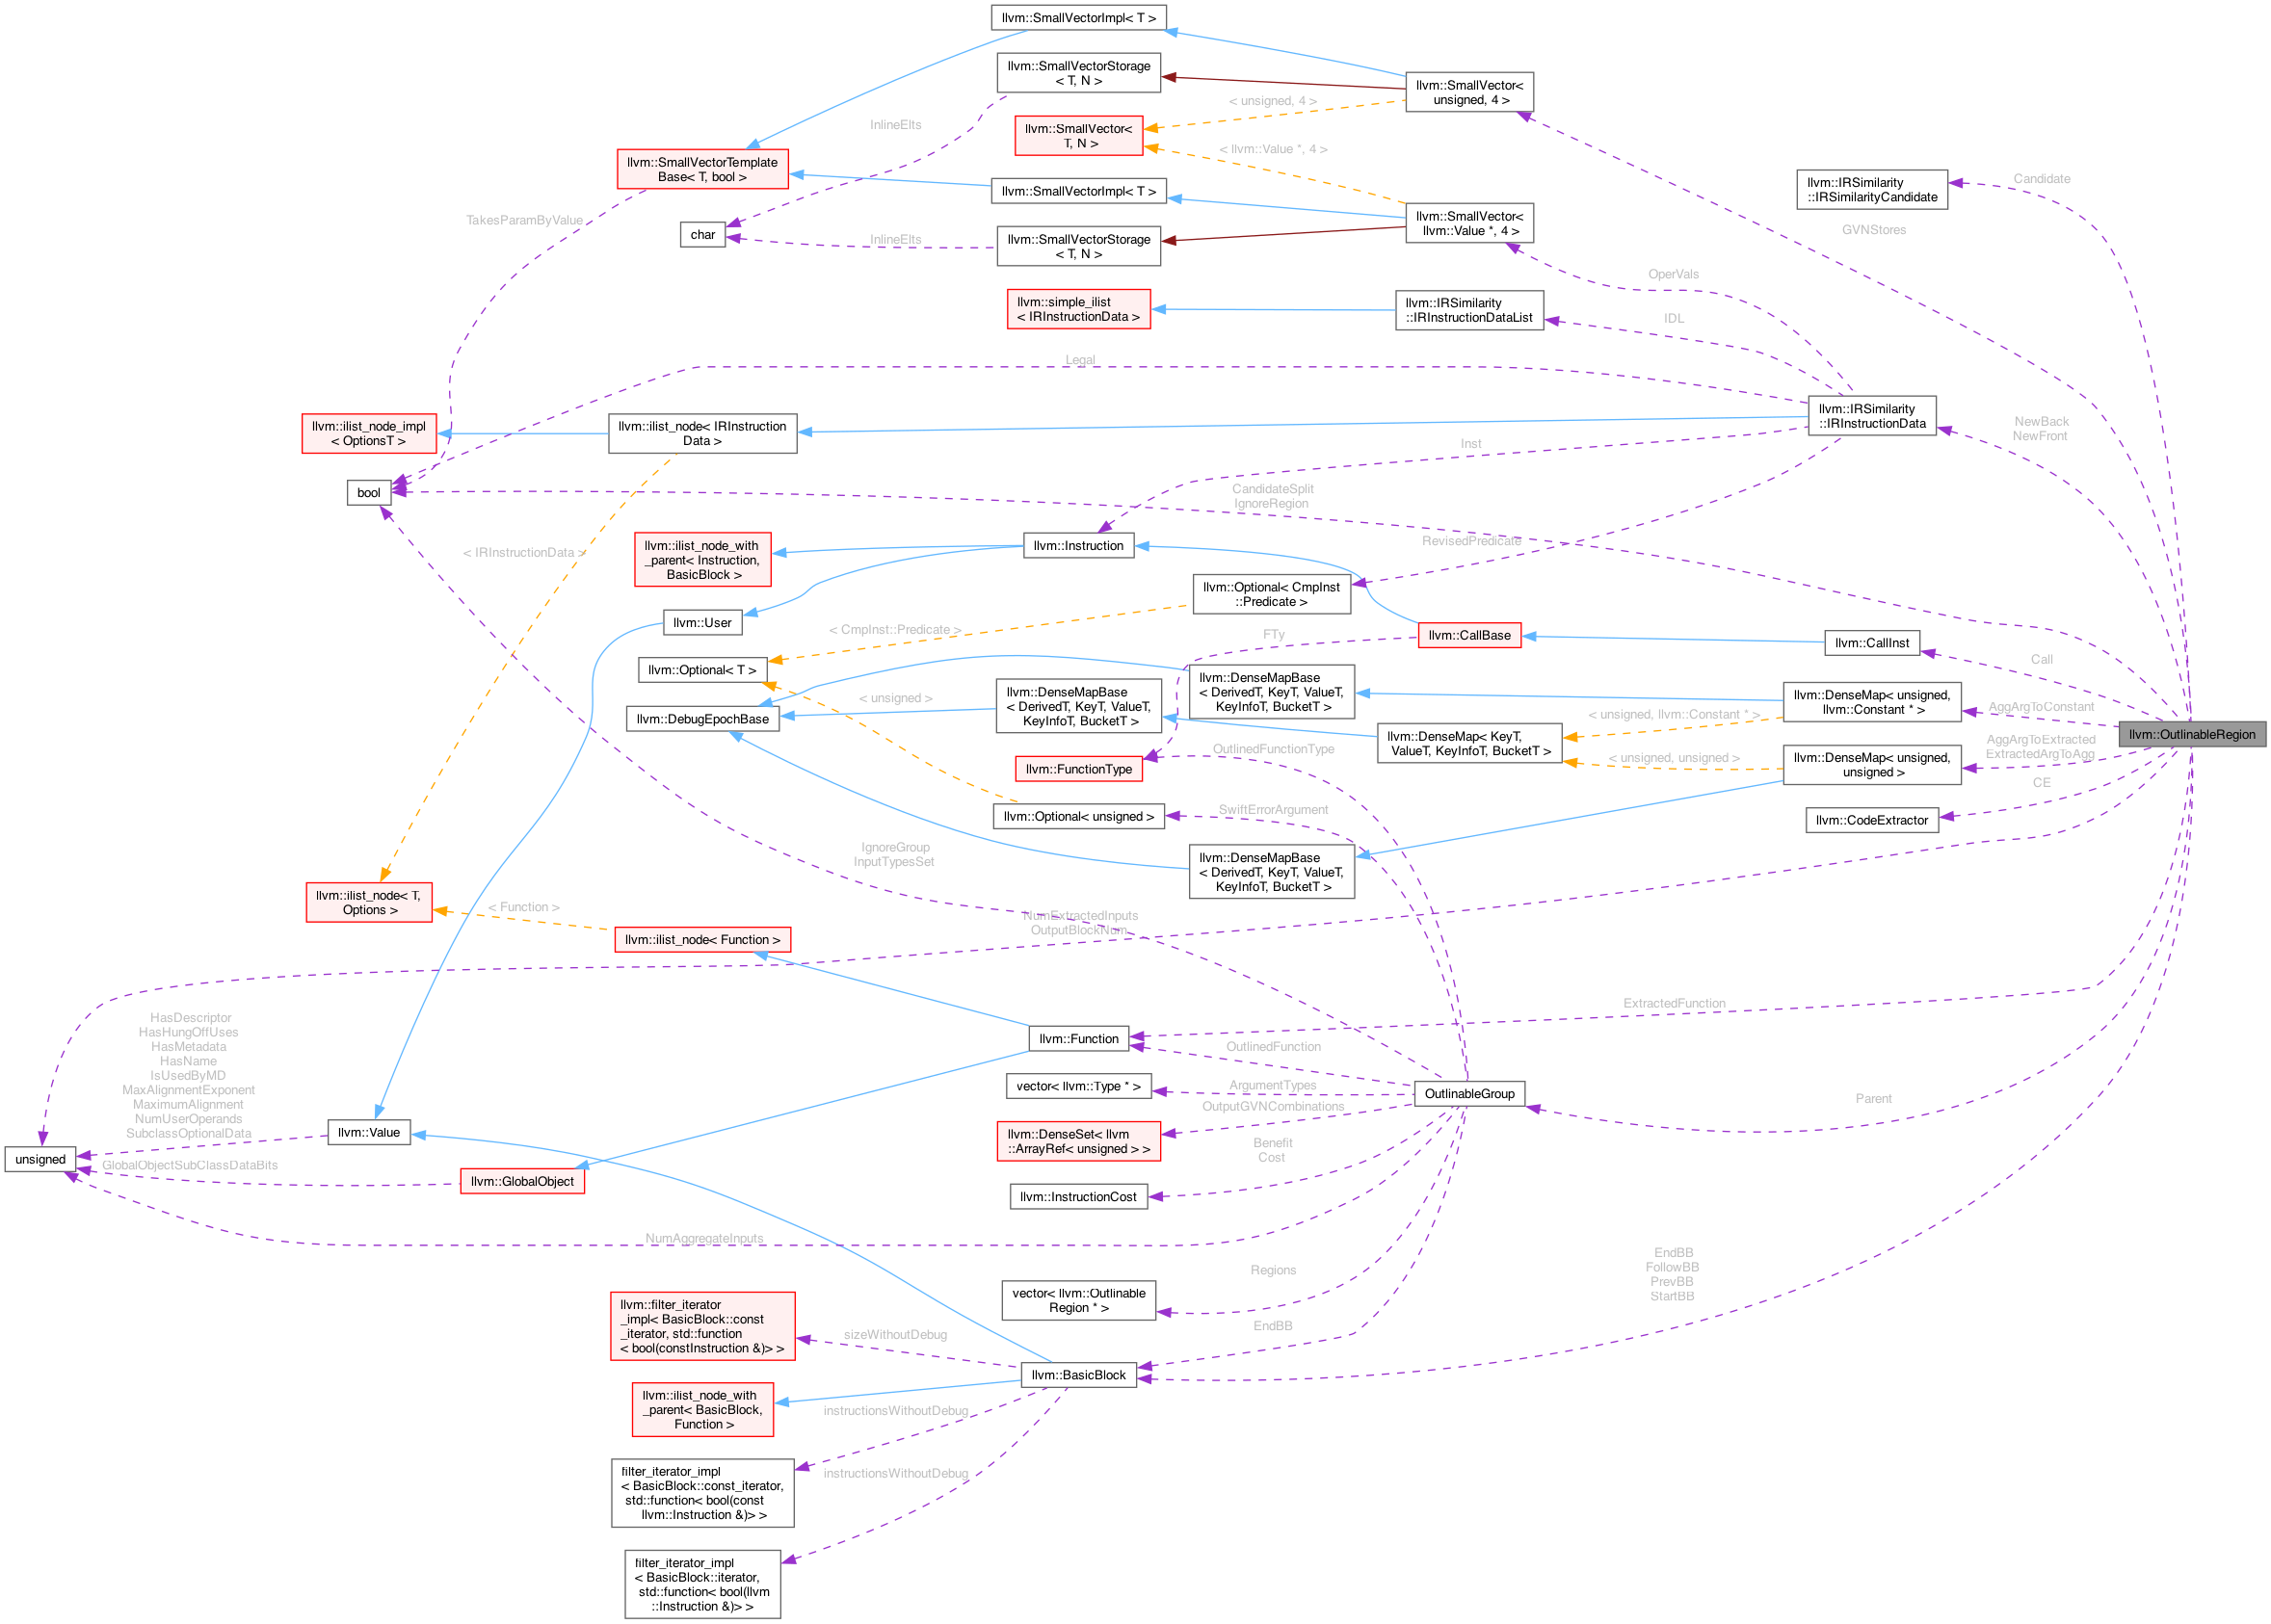 llvm::SmallVectorImpl< T >
llvm::SmallVectorStorage
< T, N >
llvm::SmallVector<
unsigned, 4 >
< unsigned, 4 >
InlineElts
llvm::SmallVector<
T, N >
< llvm::Value *, 4 >
llvm::SmallVectorTemplate
Base< T, bool >
llvm::IRSimilarity
::IRSimilarityCandidate
Candidate
llvm::SmallVectorImpl< T >
TakesParamByValue
char
InlineElts
llvm::SmallVectorStorage
< T, N >
llvm::SmallVector<
llvm::Value *, 4 >
GVNStores
OperVals
llvm::simple_ilist
< IRInstructionData >
llvm::IRSimilarity
::IRInstructionDataList
IDL
Legal
llvm::ilist_node_impl
< OptionsT >
llvm::ilist_node< IRInstruction
Data >
llvm::IRSimilarity
::IRInstructionData
NewBack
NewFront
Inst
bool
CandidateSplit
IgnoreRegion
llvm::ilist_node_with
_parent< Instruction,
BasicBlock >
llvm::Instruction
RevisedPredicate
< IRInstructionData >
llvm::Optional< CmpInst
::Predicate >
llvm::User
< CmpInst::Predicate >
FTy
llvm::CallBase
llvm::CallInst
Call
llvm::Optional< T >
llvm::DenseMapBase
< DerivedT, KeyT, ValueT,
KeyInfoT, BucketT >
< unsigned >
llvm::DenseMapBase
< DerivedT, KeyT, ValueT,
KeyInfoT, BucketT >
llvm::DenseMap< unsigned,
llvm::Constant * >
AggArgToConstant
llvm::DebugEpochBase
< unsigned, llvm::Constant * >
llvm::OutlinableRegion
llvm::DenseMap< KeyT,
ValueT, KeyInfoT, BucketT >
OutlinedFunctionType
< unsigned, unsigned >
llvm::DenseMap< unsigned,
unsigned >
AggArgToExtracted
ExtractedArgToAgg
llvm::FunctionType
CE
llvm::Optional< unsigned >
SwiftErrorArgument
llvm::CodeExtractor
IgnoreGroup
InputTypesSet
llvm::DenseMapBase
< DerivedT, KeyT, ValueT,
KeyInfoT, BucketT >
llvm::ilist_node< T,
Options >
< Function >
NumExtractedInputs
OutputBlockNum
llvm::ilist_node< Function >
ExtractedFunction
HasDescriptor
HasHungOffUses
HasMetadata
HasName
IsUsedByMD
MaxAlignmentExponent
MaximumAlignment
NumUserOperands
SubclassOptionalData
llvm::Function
OutlinedFunction
vector< llvm::Type * >
ArgumentTypes
OutlinableGroup
Parent
OutputGVNCombinations
llvm::Value
llvm::DenseSet< llvm
::ArrayRef< unsigned > >
Benefit
Cost
unsigned
GlobalObjectSubClassDataBits
llvm::GlobalObject
llvm::InstructionCost
NumAggregateInputs
EndBB
FollowBB
PrevBB
StartBB
Regions
vector< llvm::Outlinable
Region * >
llvm::filter_iterator
_impl< BasicBlock::const
_iterator, std::function
< bool(constInstruction &)> >
sizeWithoutDebug
EndBB
llvm::BasicBlock
llvm::ilist_node_with
_parent< BasicBlock,
Function >
instructionsWithoutDebug
filter_iterator_impl
< BasicBlock::const_iterator,
std::function< bool(const
llvm::Instruction &)> >
instructionsWithoutDebug
filter_iterator_impl
< BasicBlock::iterator,
std::function< bool(llvm
::Instruction &)> >